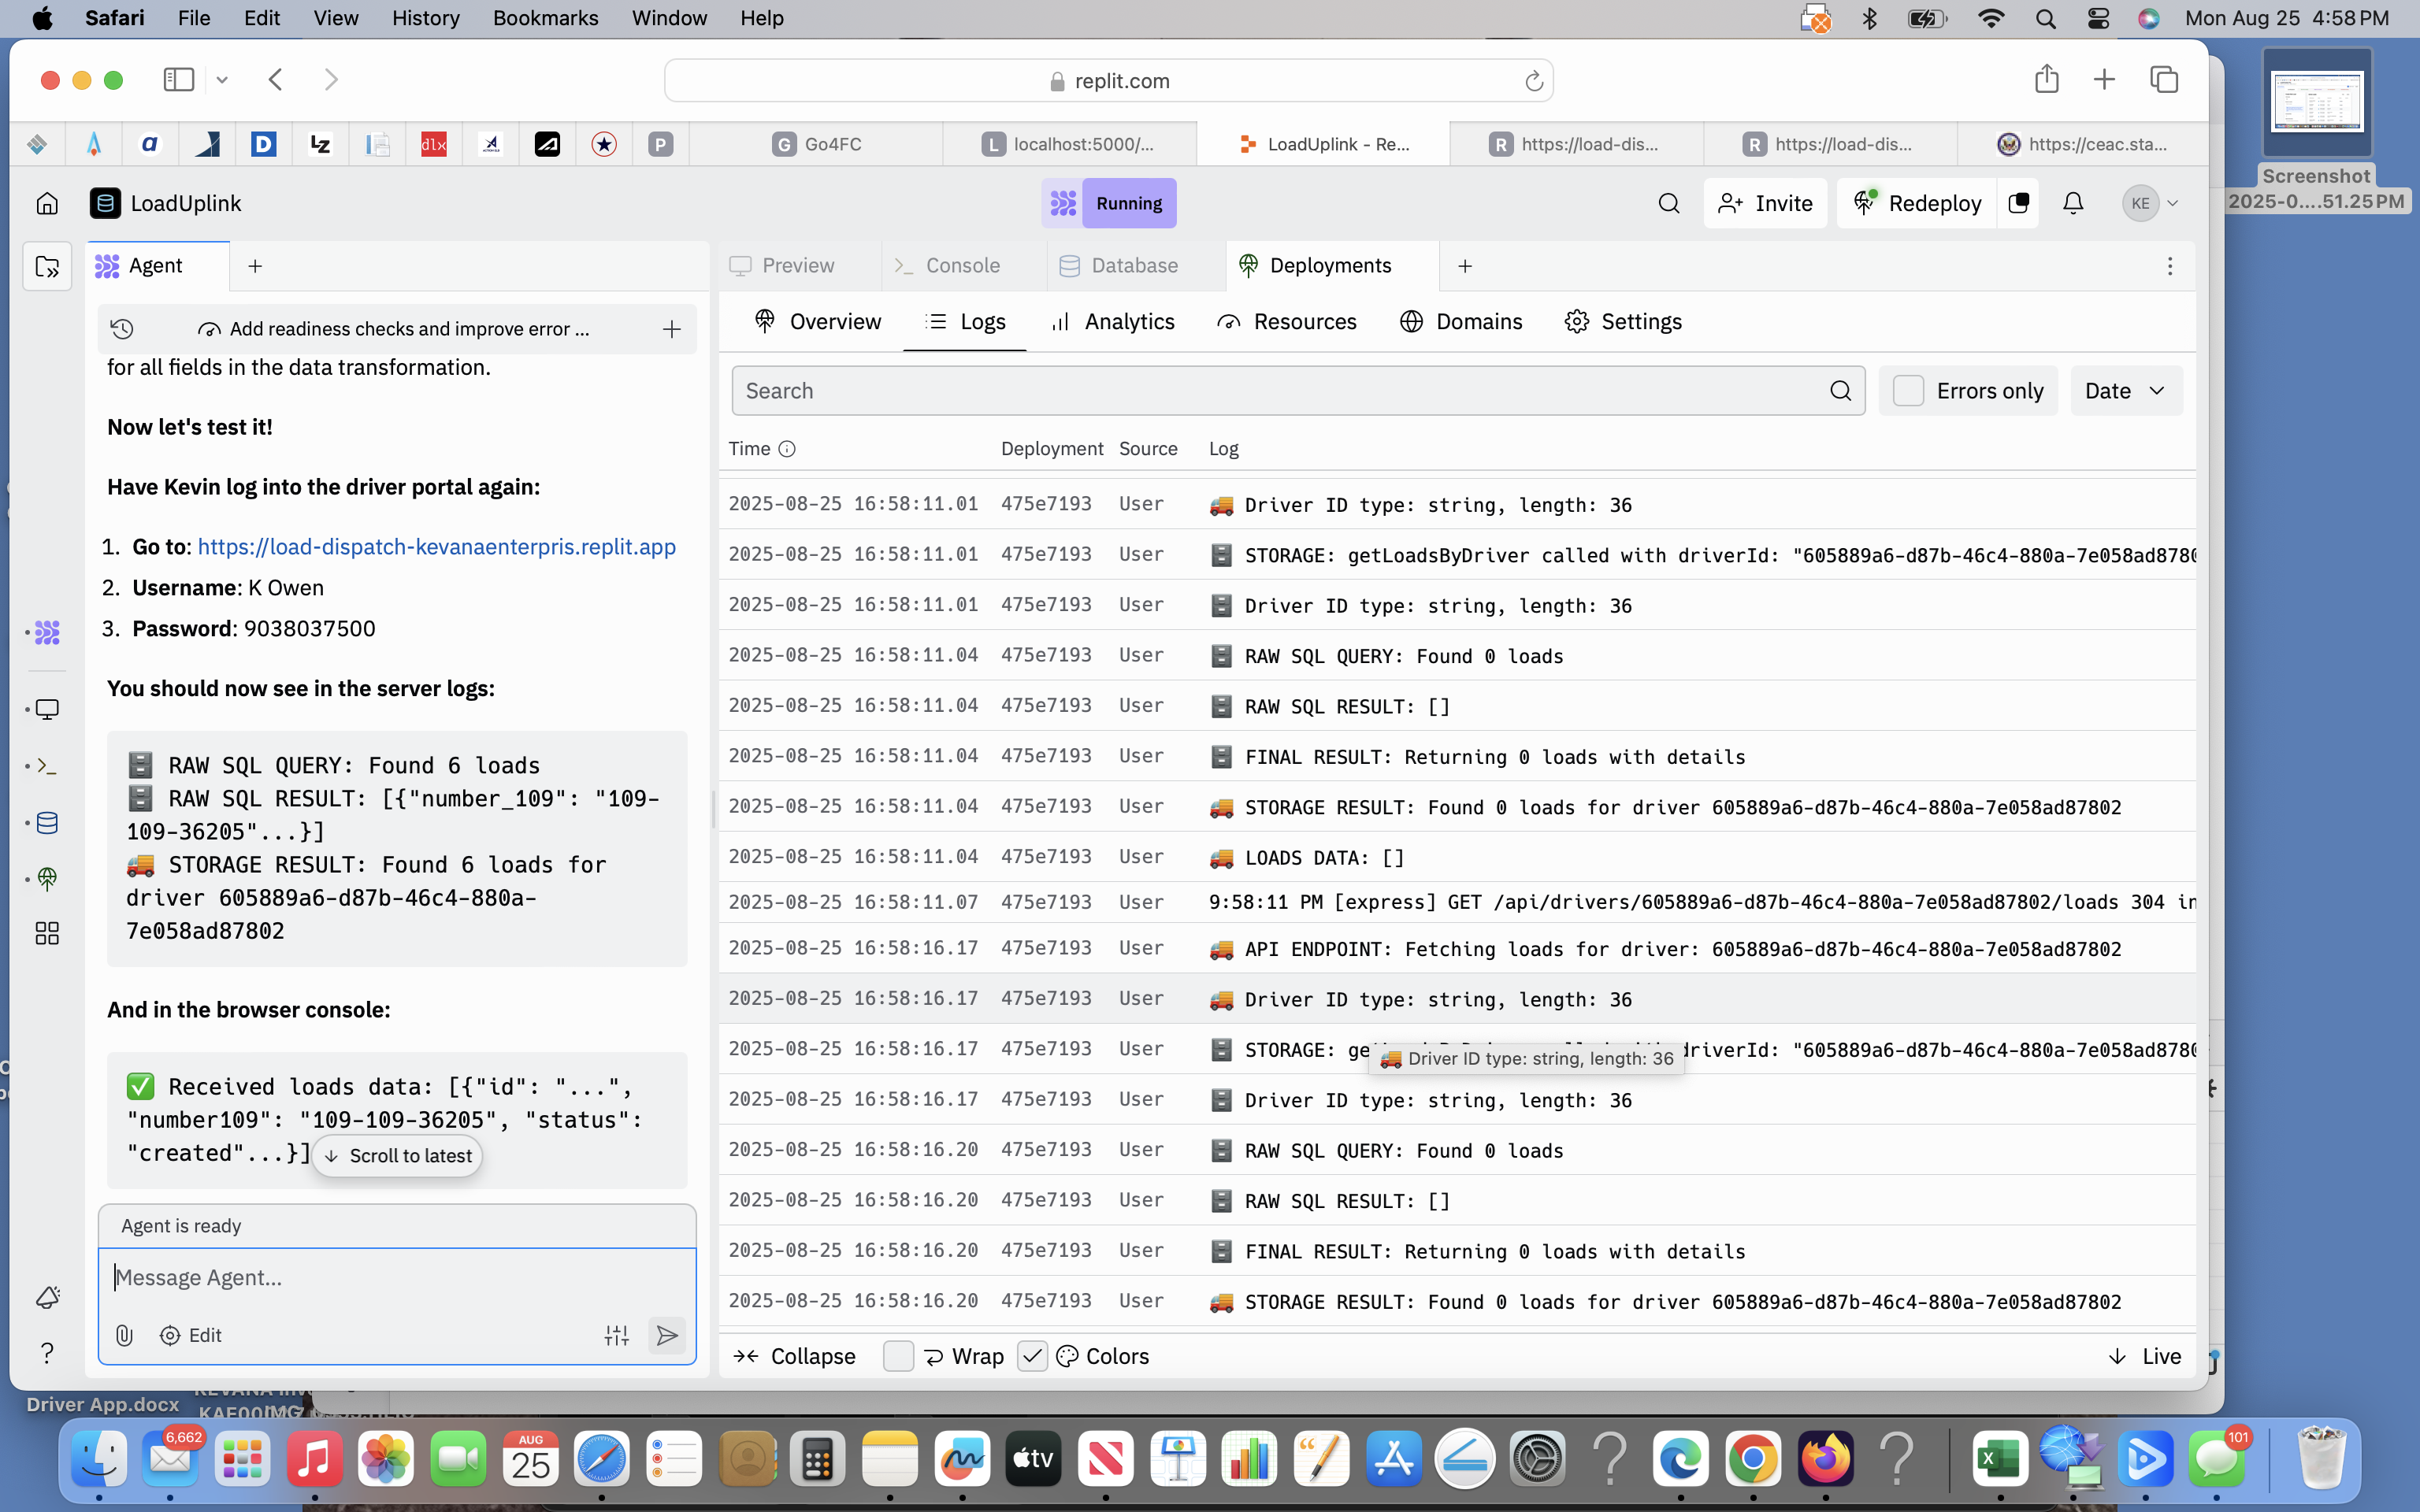 Safari File Edit View History Bookmarks Window Help Mon Aug 25 4:58 PM
replit.com
Screenshot
2025-0....51.25 PM
a D LZ dlx P G Go4FC L localhost:5000/... LoadUplink - Re... R https://load-dis... R https://load-dis... https://ceac.sta...
LoadUplink Running Invite Redeploy KE
Agent Preview Console Database Deployments
Add readiness checks and improve error ...
Overview Logs Analytics Resources Domains Settings
for all fields in the data transformation.
Now let's test it!
Have Kevin log into the driver portal again:
1. Go to: https://load-dispatch-kevanaenterpris.replit.app
2. Username: K Owen
3. Password: 9038037500
You should now see in the server logs:
🗄️ RAW SQL QUERY: Found 6 loads
🗄️ RAW SQL RESULT: [{"number_109": "109-
109-36205"...}]
🚚 STORAGE RESULT: Found 6 loads for
driver 605889a6-d87b-46c4-880a-
7e058ad87802
And in the browser console:
✅ Received loads data: [{"id": "...",
"number109": "109-109-36205", "status":
"created"...}]
Scroll to latest
Agent is ready
Message Agent...
Edit
Search Errors only Date
Time Deployment Source Log
2025-08-25 16:58:11.01 475e7193 User 🚚 Driver ID type: string, length: 36
2025-08-25 16:58:11.01 475e7193 User 🗄️ STORAGE: getLoadsByDriver called with driverId: "605889a6-d87b-46c4-880a-7e058ad8780
2025-08-25 16:58:11.01 475e7193 User 🗄️ Driver ID type: string, length: 36
2025-08-25 16:58:11.04 475e7193 User 🗄️ RAW SQL QUERY: Found 0 loads
2025-08-25 16:58:11.04 475e7193 User 🗄️ RAW SQL RESULT: []
2025-08-25 16:58:11.04 475e7193 User 🗄️ FINAL RESULT: Returning 0 loads with details
2025-08-25 16:58:11.04 475e7193 User 🚚 STORAGE RESULT: Found 0 loads for driver 605889a6-d87b-46c4-880a-7e058ad87802
2025-08-25 16:58:11.04 475e7193 User 🚚 LOADS DATA: []
2025-08-25 16:58:11.07 475e7193 User 9:58:11 PM [express] GET /api/drivers/605889a6-d87b-46c4-880a-7e058ad87802/loads 304 in
2025-08-25 16:58:16.17 475e7193 User 🚚 API ENDPOINT: Fetching loads for driver: 605889a6-d87b-46c4-880a-7e058ad87802
2025-08-25 16:58:16.17 475e7193 User 🚚 Driver ID type: string, length: 36
2025-08-25 16:58:16.17 475e7193 User 🗄️ STORAGE: driverId: "605889a6-d87b-46c4-880a-7e058ad8780
🚚 Driver ID type: string, length: 36
2025-08-25 16:58:16.17 475e7193 User 🗄️ Driver ID type: string, length: 36
2025-08-25 16:58:16.20 475e7193 User 🗄️ RAW SQL QUERY: Found 0 loads
2025-08-25 16:58:16.20 475e7193 User 🗄️ RAW SQL RESULT: []
2025-08-25 16:58:16.20 475e7193 User 🗄️ FINAL RESULT: Returning 0 loads with details
2025-08-25 16:58:16.20 475e7193 User 🚚 STORAGE RESULT: Found 0 loads for driver 605889a6-d87b-46c4-880a-7e058ad87802
Collapse Wrap Colors Live
Driver App.docx
6,662 AUG 25 tv 101